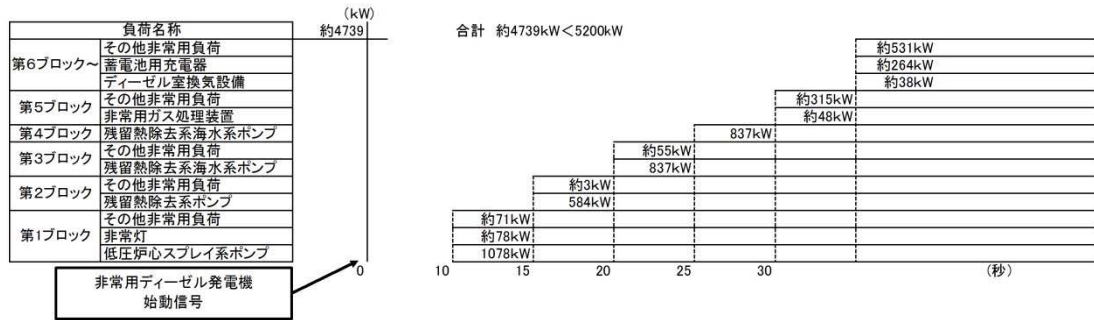 (kW)
負荷名称 約4739 合計 約4739kW<5200kW
第6ブロック~ その他非常用負荷 約531kW
蓄電池用充電器 約264kW
ディーゼル室換気設備 約38kW
第5ブロック その他非常用負荷 約315kW
非常用ガス処理装置 約48kW
第4ブロック 残留熱除去系海水系ポンプ 837kW
第3ブロック その他非常用負荷 約55kW
残留熱除去系海水系ポンプ 837kW
第2ブロック その他非常用負荷 約3kW
残留熱除去系ポンプ 584kW
第1ブロック その他非常用負荷 約71kW
非常灯 約78kW
低圧炉心スプレイ系ポンプ 1078kW
0 10 15 20 25 30 (秒)
非常用ディーゼル発電機
始動信号